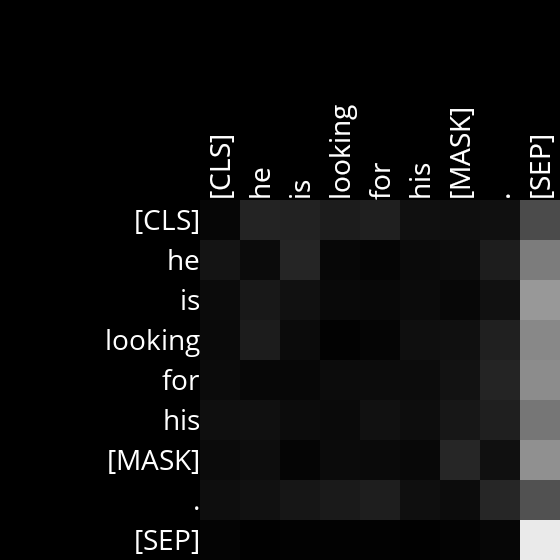 [CLS] he is looking for his [MASK] . [SEP]
[CLS]
he
is
looking
for
his
[MASK]
.
[SEP]